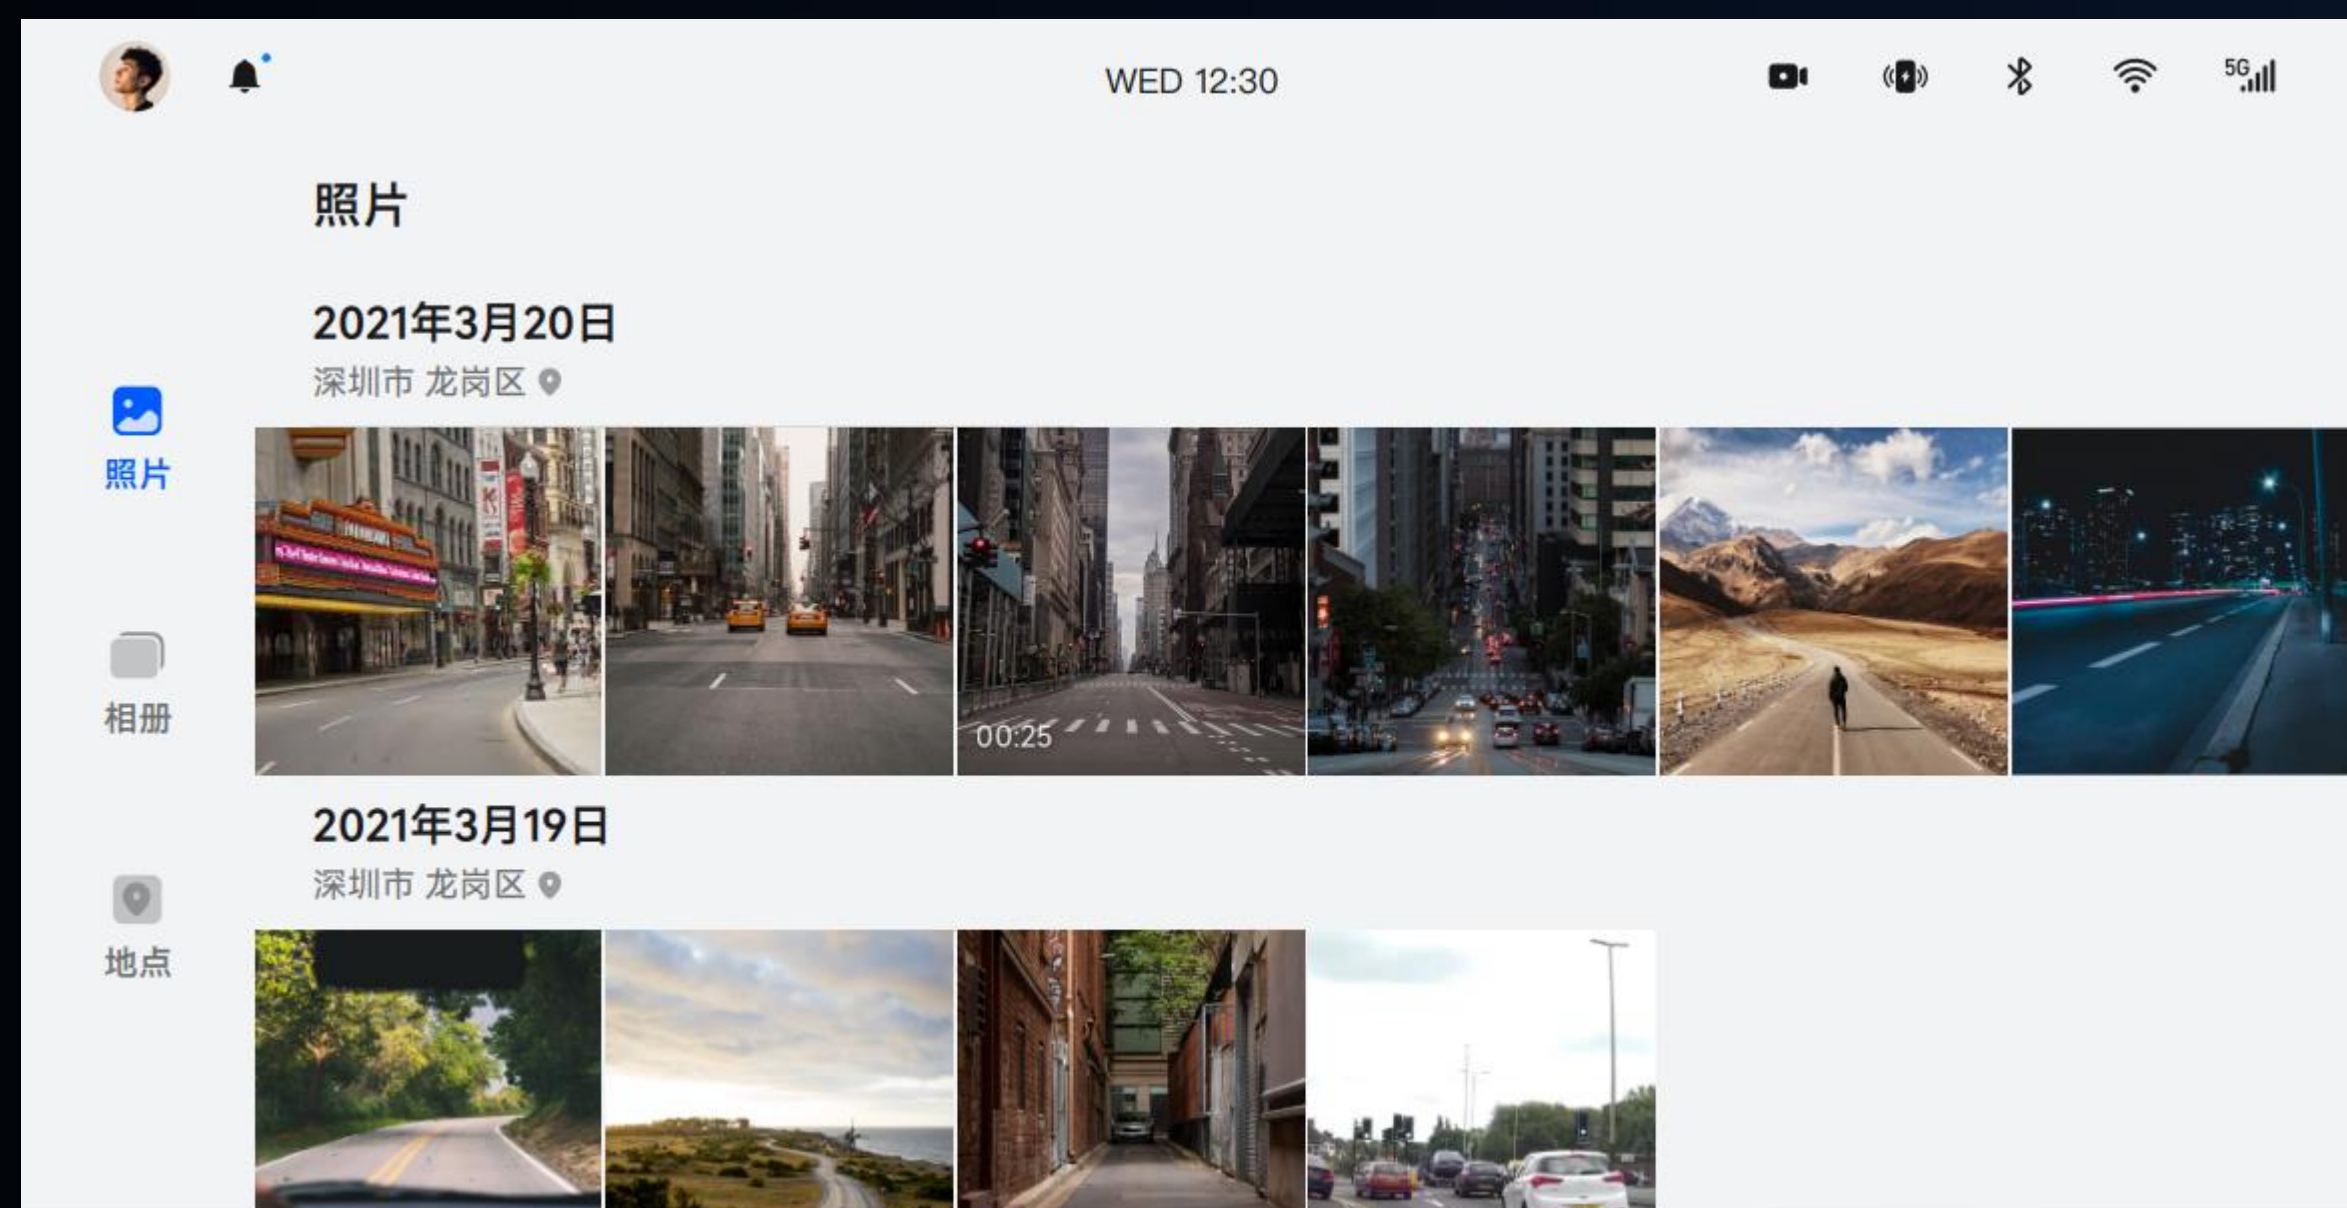 WED 12:30
5G
照片
2021年3月20日
深圳市 龙岗区
照片
00:25
相册
2021年3月19日
深圳市 龙岗区
地点